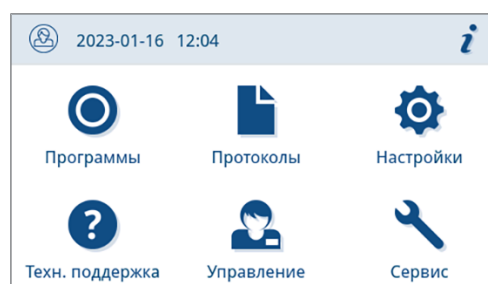 2023-01-16 12:04 i
Программы Протоколы Настройки
?
Техн. поддержка Управление Сервис